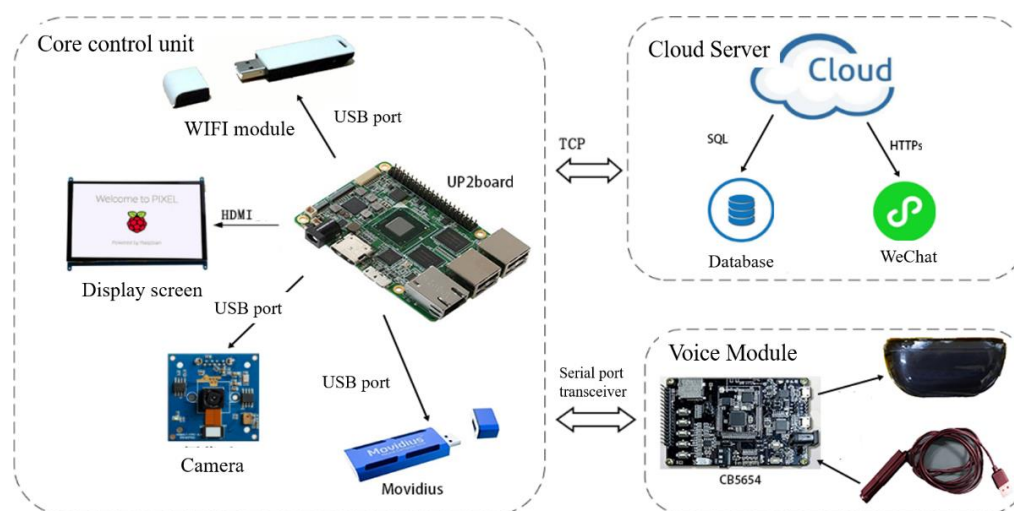 Core control unit
WIFI module
USB port
UP2board
Welcome to PIXEL
HDMI
Display screen
USB port
Camera
USB port
Movidius
Movidius
TCP
Serial port
transceiver
Cloud Server
Cloud
SQL
HTTPs
Database
WeChat
Voice Module
CB5654